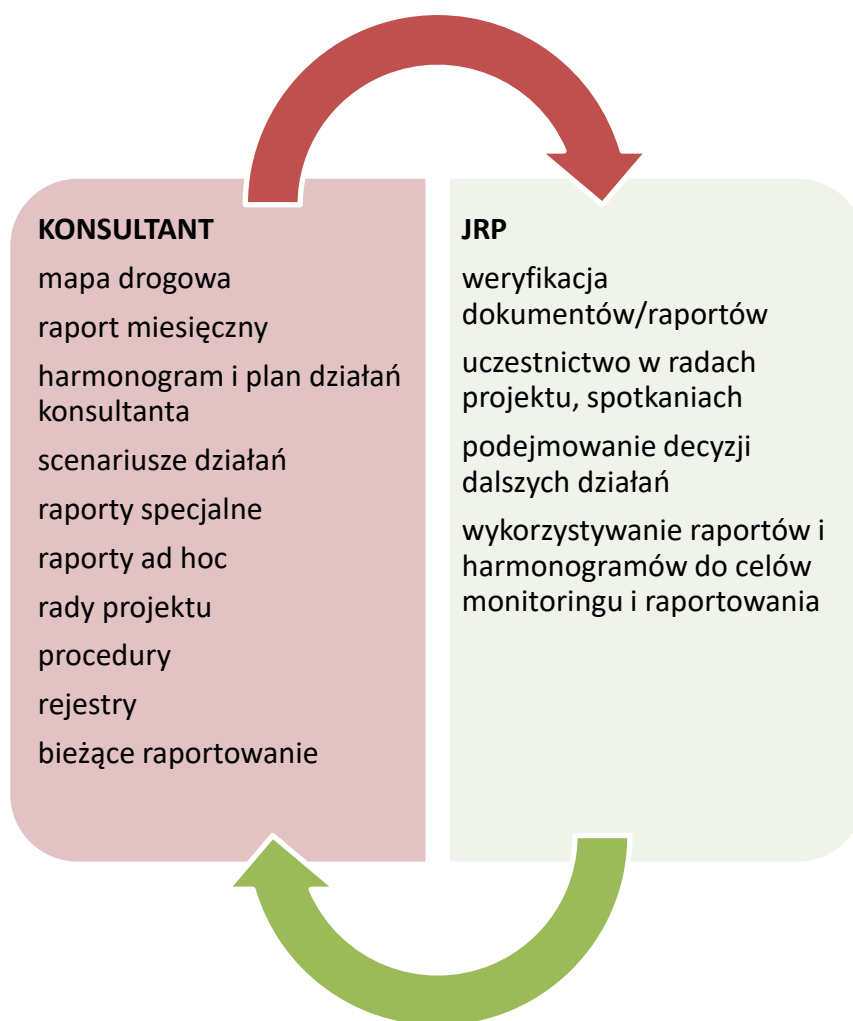 KONSULTANT
mapa drogowa
raport miesięczny
harmonogram i plan działań
konsultanta
scenariusze działań
raporty specjalne
raporty ad hoc
rady projektu
procedury
rejestry
bieżące raportowanie
JRP
weryfikacja
dokumentów/raportów
uczestnictwo w radach
projektu, spotkaniach
podejmowanie decyzji
dalszych działań
wykorzystywanie raportów i
harmonogramów do celów
monitoringu i raportowania